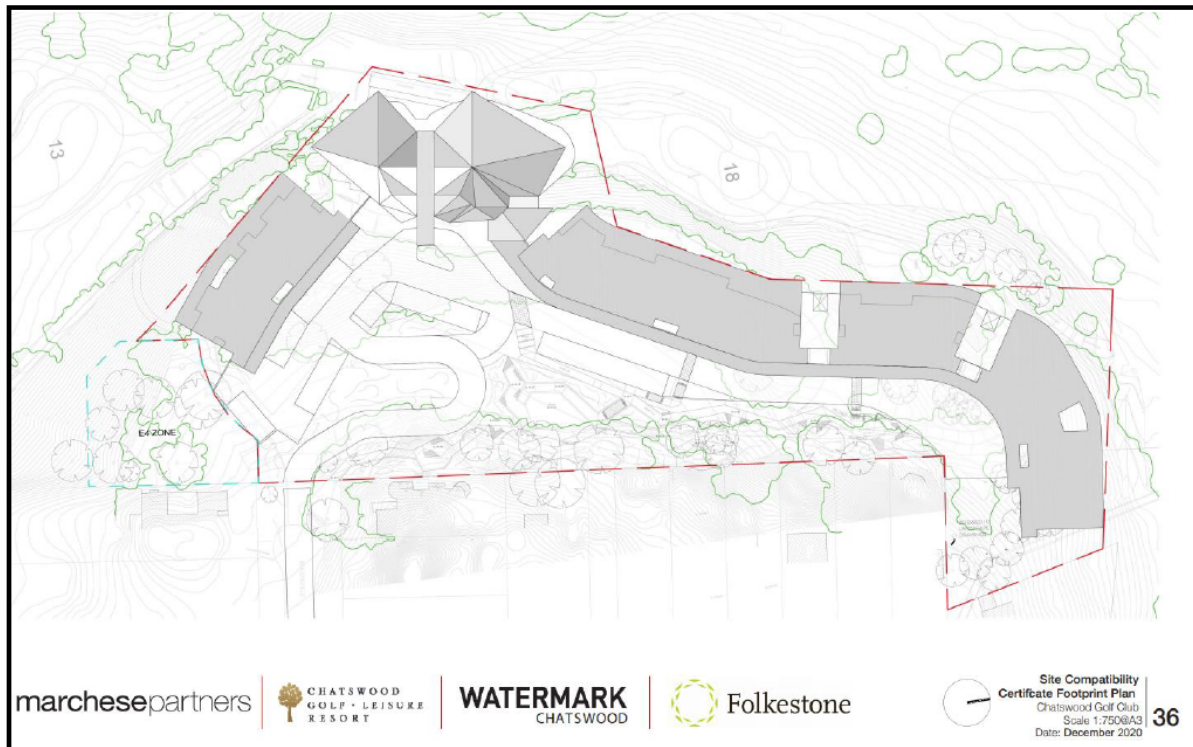 13
18
E4 ZONE
marchesepartners
CHATSWOOD
GOLF · LEISURE
RESORT
WATERMARK
CHATSWOOD
Folkestone
Site Compatibility
Certifcate Footprint Plan
Chatswood Golf Club
Scale 1:750@A3
Date: December 2020
36